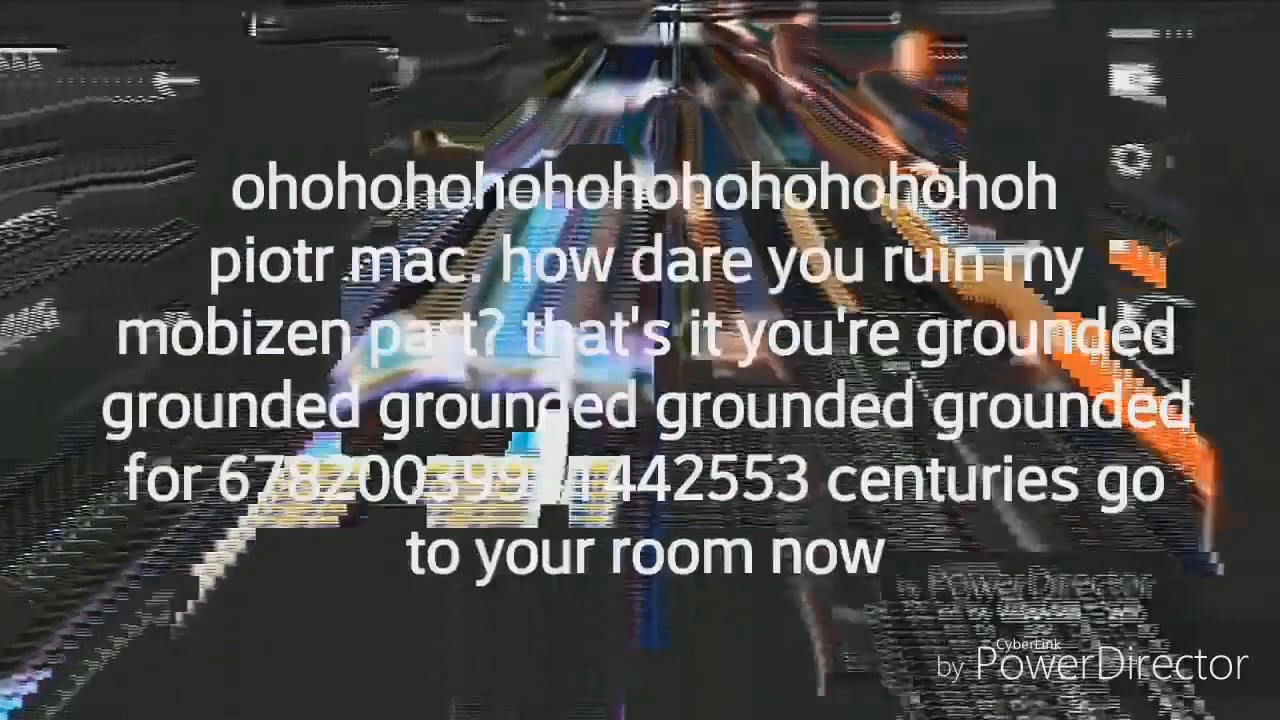 ohohohohohohohohohohohohoh
piotr mac. how dare you ruin my
mobizen part? that's it you're grounded
grounded grounded grounded grounded
for centuries go
to your room now
PowerDirector
CyberLink
by PowerDirector